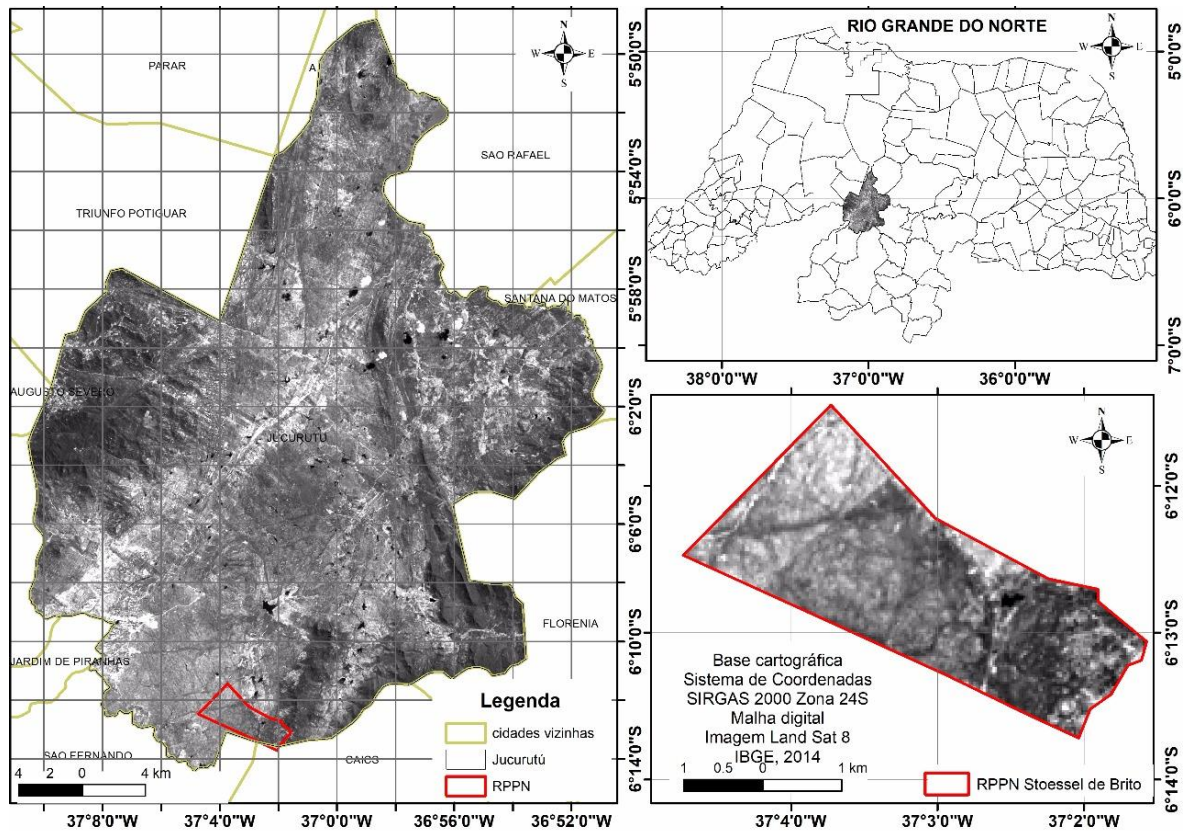 N
W E
S
PARAR
A
SAO RAFAEL
TRIUNFO POTIGUAR
SANTANA DO MATOS
AUGUSTO SEVERO
JUCURUTÚ
FLORENIA
JARDIM DE PIRANHAS
SAO FERNANDO
CAICS
Legenda
cidades vizinhas
Jucurutú
RPPN
4 2 0 4 km
5°50'0"S
5°54'0"S
5°58'0"S
6°2'0"S
6°6'0"S
6°10'0"S
6°14'0"S
37°8'0"W 37°4'0"W 37°0'0"W 36°56'0"W 36°52'0"W
RIO GRANDE DO NORTE
N
W E
S
5°0'0"S
6°0'0"S
7°0'0"S
38°0'0"W 37°0'0"W 36°0'0"W
N
W E
S
6°12'0"S
6°13'0"S
6°14'0"S
Base cartográfica
Sistema de Coordenadas
SIRGAS 2000 Zona 24S
Malha digital
Imagem Land Sat 8
IBGE, 2014
1 0,5 0 1 km
RPPN Stoessel de Brito
37°4'0"W 37°3'0"W 37°2'0"W